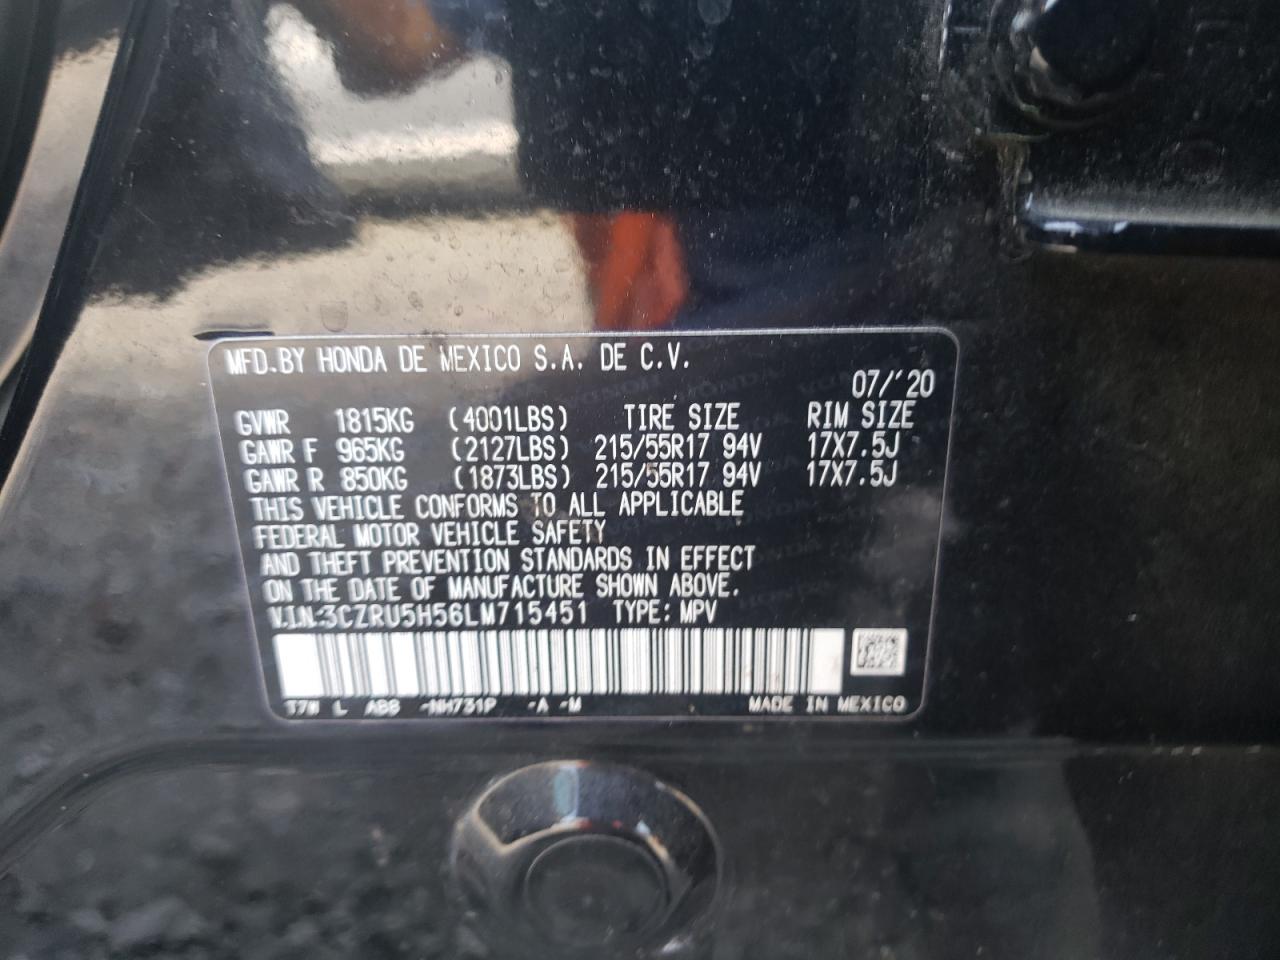 MFD.BY HONDA DE MEXICO S.A. DE C.V.
07/'20
GVWR 1815KG (4001LBS) TIRE SIZE RIM SIZE
GAWR F 965KG (2127LBS) 215/55R17 94V 17X7.5J
GAWR R 850KG (1873LBS) 215/55R17 94V 17X7.5J
THIS VEHICLE CONFORMS TO ALL APPLICABLE
FEDERAL MOTOR VEHICLE SAFETY
AND THEFT PREVENTION STANDARDS IN EFFECT
ON THE DATE OF MANUFACTURE SHOWN ABOVE.
V.I.N:3CZRU5H56LM715451 TYPE: MPV
T7W L AB8 -NH731P -A -M MADE IN MEXICO